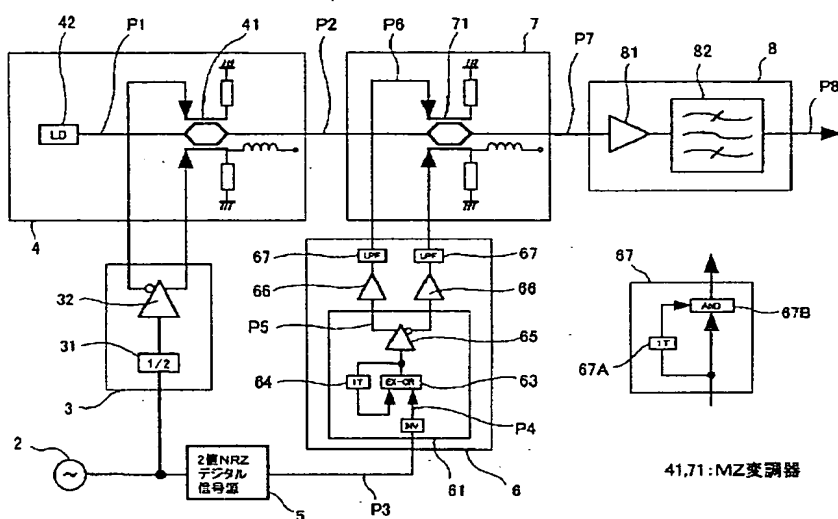 42 P1 41 P2 P6 71 7 P7 81 82 8 P8
LD
4
67 LPF LPF 67
66 66
P5
65
64 1T EX-OR 63
P4
INV
61 6
32
31 1/2
3
2
2値NRZ
デジタル
信号源
5
P3
67
AND 67B
1T
67A
41,71:MZ変調器